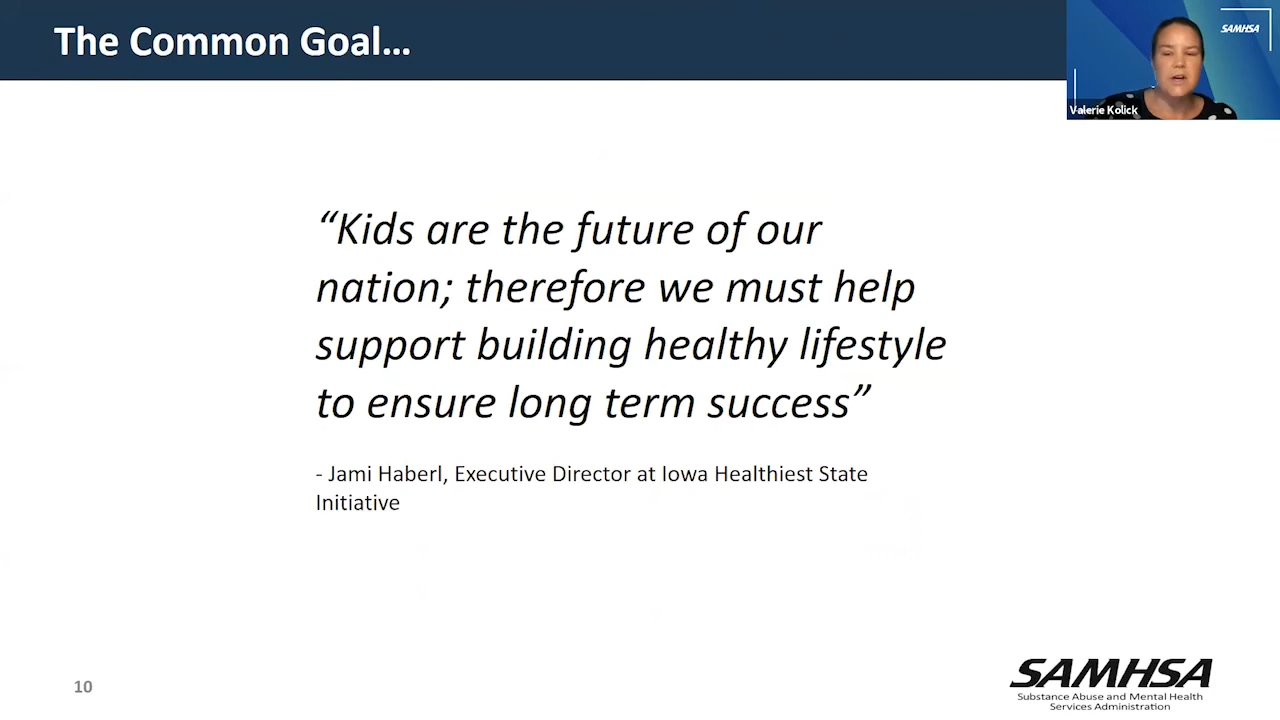 The Common Goal…
SAMHSA
Valerie Kolick
“Kids are the future of our
nation; therefore we must help
support building healthy lifestyle
to ensure long term success”
- Jami Haberl, Executive Director at Iowa Healthiest State
Initiative
10
SAMHSA
Substance Abuse and Mental Health
Services Administration